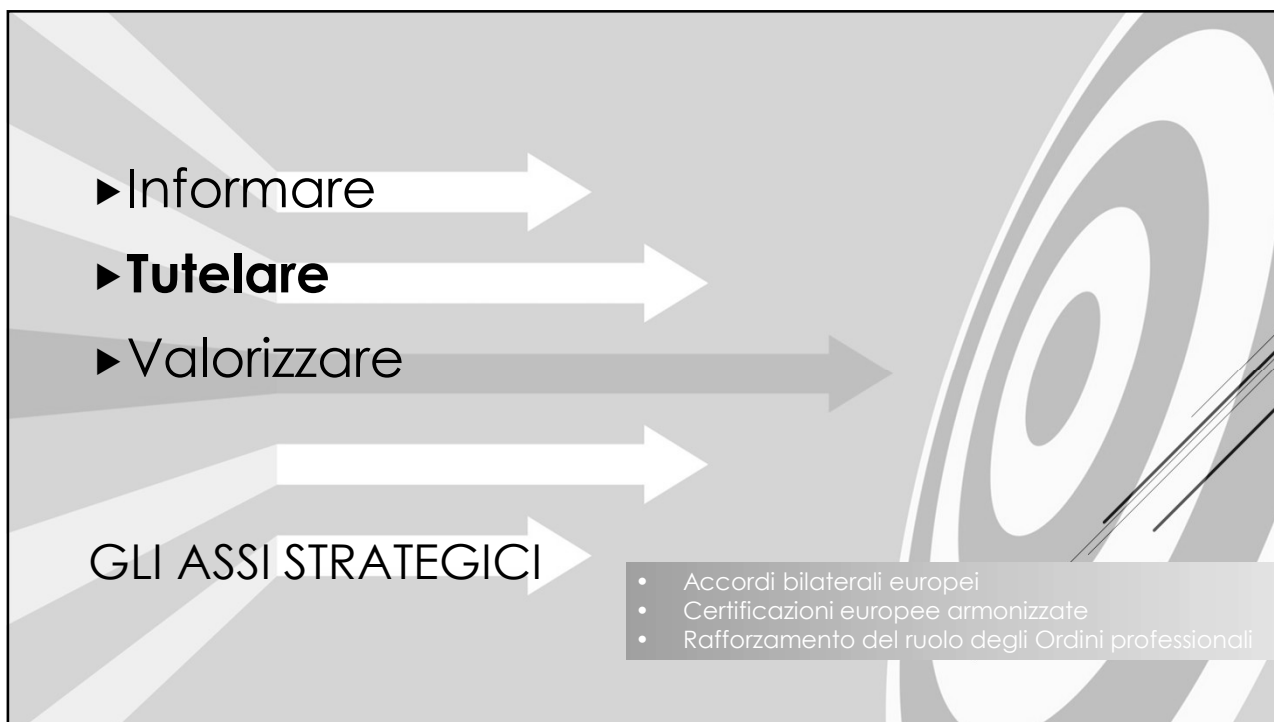 ▶Informare
▶Tutelare
▶Valorizzare
GLI ASSI STRATEGICI
• Accordi bilaterali europei
• Certificazioni europee armonizzate
• Rafforzamento del ruolo degli Ordini professionali